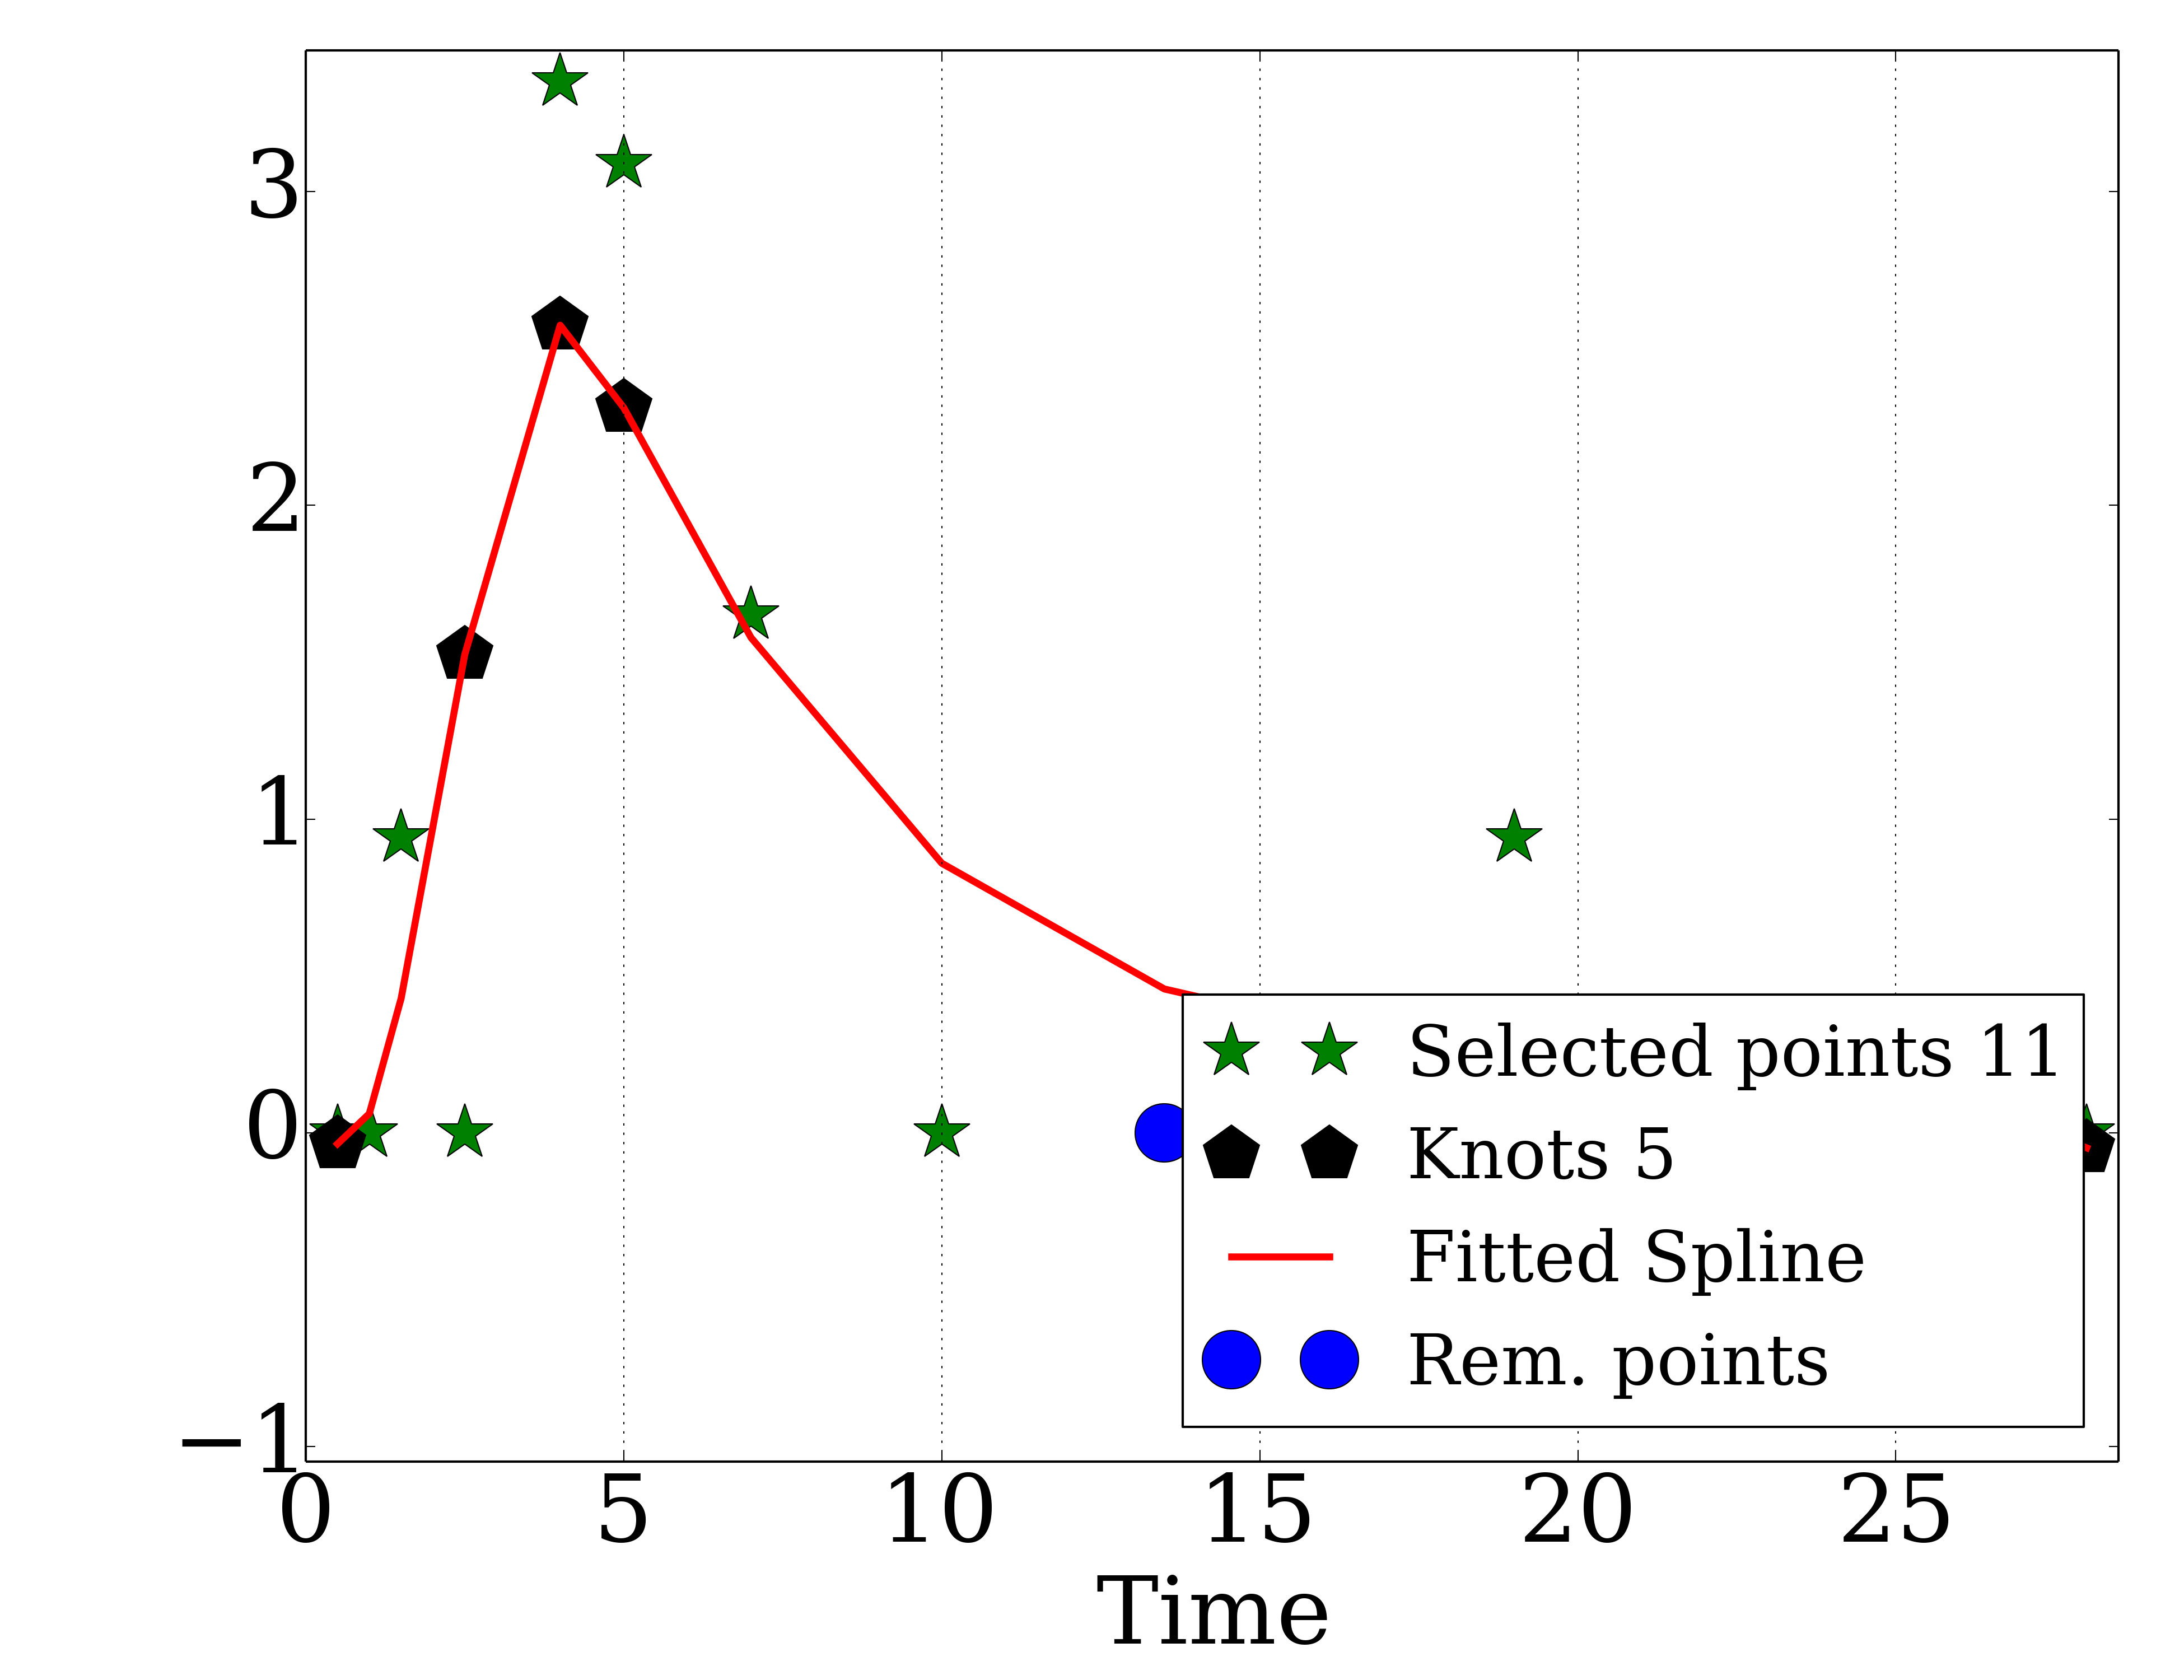 3
2
1
0
−1
0 5 10 15 20 25
Time
Selected points 11
Knots 5
Fitted Spline
Rem. points